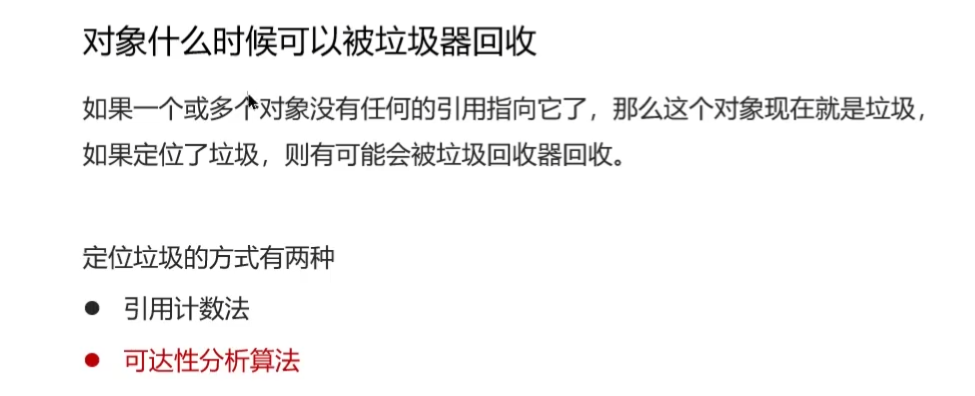 对象什么时候可以被垃圾器回收
如果一个或多个对象没有任何的引用指向它了，那么这个对象现在就是垃圾，
如果定位了垃圾，则有可能会被垃圾回收器回收。
定位垃圾的方式有两种
● 引用计数法
● 可达性分析算法